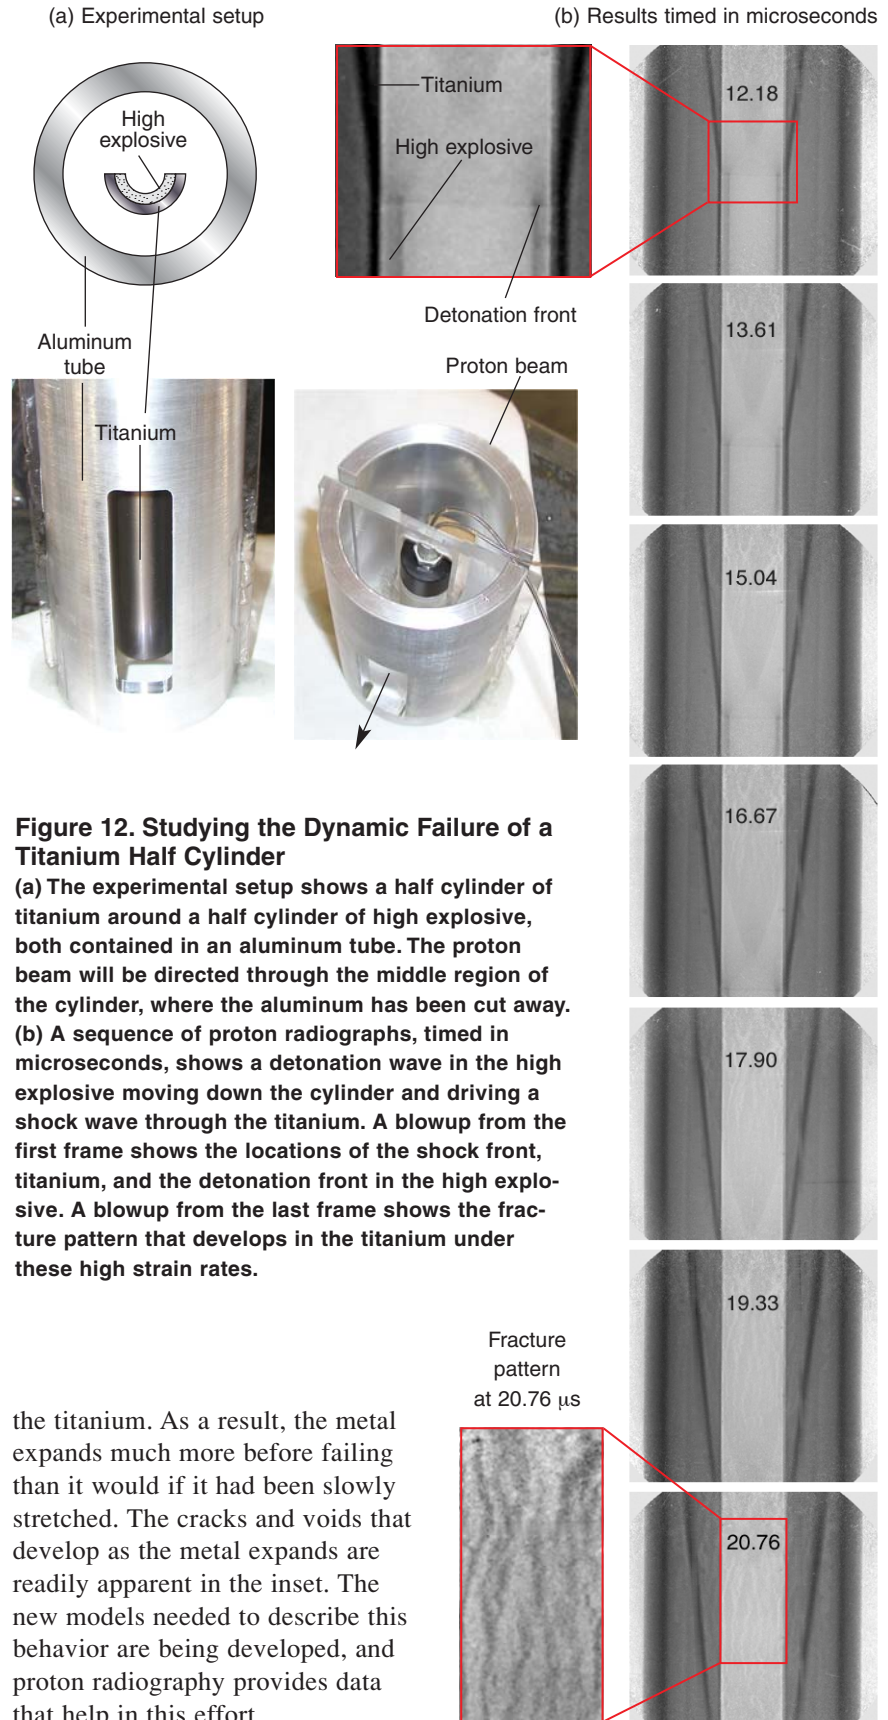 (a) Experimental setup
(b) Results timed in microseconds
High
explosive
Aluminum
tube
Titanium
Titanium
High explosive
Detonation front
Proton beam
12.18
13.61
15.04
16.67
17.90
19.33
20.76
Figure 12. Studying the Dynamic Failure of a
Titanium Half Cylinder
(a) The experimental setup shows a half cylinder of
titanium around a half cylinder of high explosive,
both contained in an aluminum tube. The proton
beam will be directed through the middle region of
the cylinder, where the aluminum has been cut away.
(b) A sequence of proton radiographs, timed in
microseconds, shows a detonation wave in the high
explosive moving down the cylinder and driving a
shock wave through the titanium. A blowup from the
first frame shows the locations of the shock front,
titanium, and the detonation front in the high explo-
sive. A blowup from the last frame shows the frac-
ture pattern that develops in the titanium under
these high strain rates.
Fracture
pattern
at 20.76 μs
the titanium. As a result, the metal
expands much more before failing
than it would if it had been slowly
stretched. The cracks and voids that
develop as the metal expands are
readily apparent in the inset. The
new models needed to describe this
behavior are being developed, and
proton radiography provides data
that help in this effort